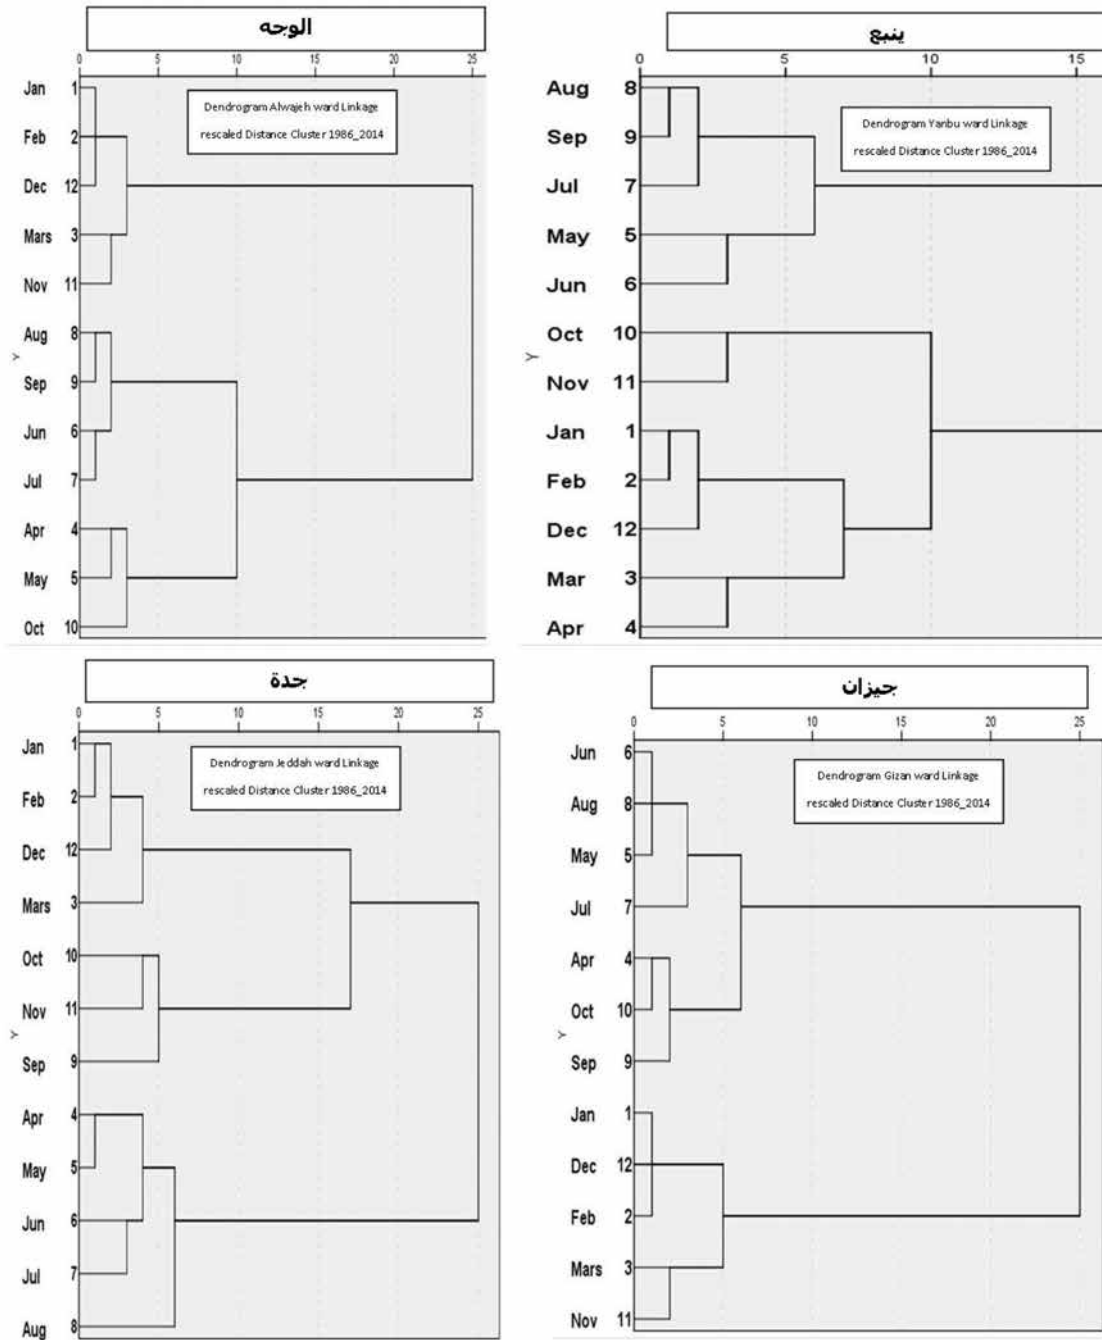 الوجه
0 5 10 15 20 25
Dendrogram Alwajeh ward Linkage
rescaled Distance Cluster 1986_2014
Jan 1
Feb 2
Dec 12
Mars 3
Nov 11
Aug 8
Sep 9
Jun 6
Jul 7
Apr 4
May 5
Oct 10
Y
ينبع
0 5 10 15
Dendrogram Yanbu ward Linkage
rescaled Distance Cluster 1986_2014
Aug 8
Sep 9
Jul 7
May 5
Jun 6
Oct 10
Nov 11
Jan 1
Feb 2
Dec 12
Mar 3
Apr 4
Y
جدة
0 5 10 15 20 25
Dendrogram Jeddah ward Linkage
rescaled Distance Cluster 1986_2014
Jan 1
Feb 2
Dec 12
Mars 3
Oct 10
Nov 11
Sep 9
Apr 4
May 5
Jun 6
Jul 7
Aug 8
Y
جيزان
0 5 10 15 20 25
Dendrogram Gizan ward Linkage
rescaled Distance Cluster 1986_2014
Jun 6
Aug 8
May 5
Jul 7
Apr 4
Oct 10
Sep 9
Jan 1
Dec 12
Feb 2
Mars 3
Nov 11
Y